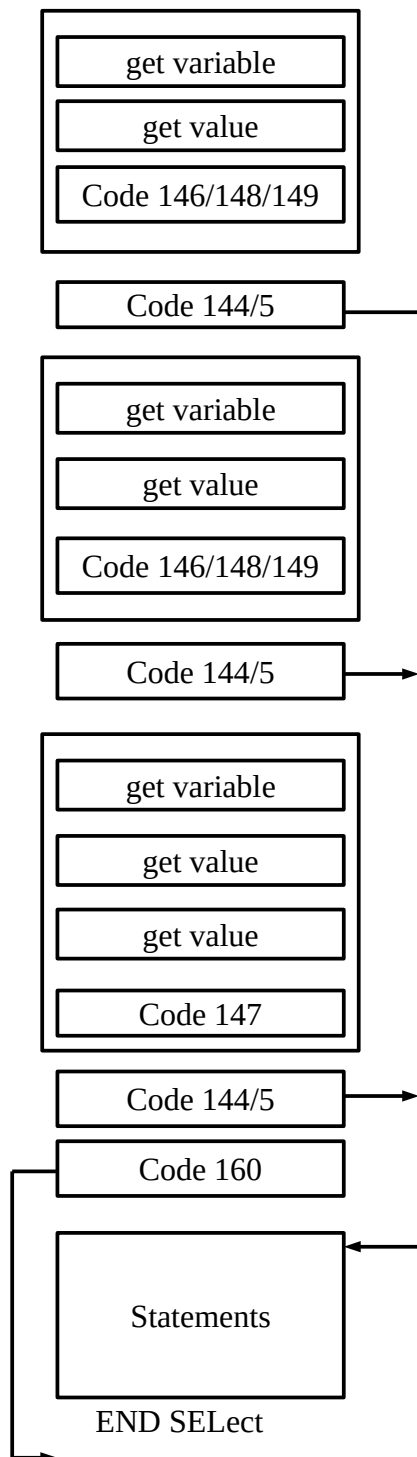 get variable
get value
Code 146/148/149
Code 144/5
get variable
get value
Code 146/148/149
Code 144/5
get variable
get value
get value
Code 147
Code 144/5
Code 160
Statements
END SELect